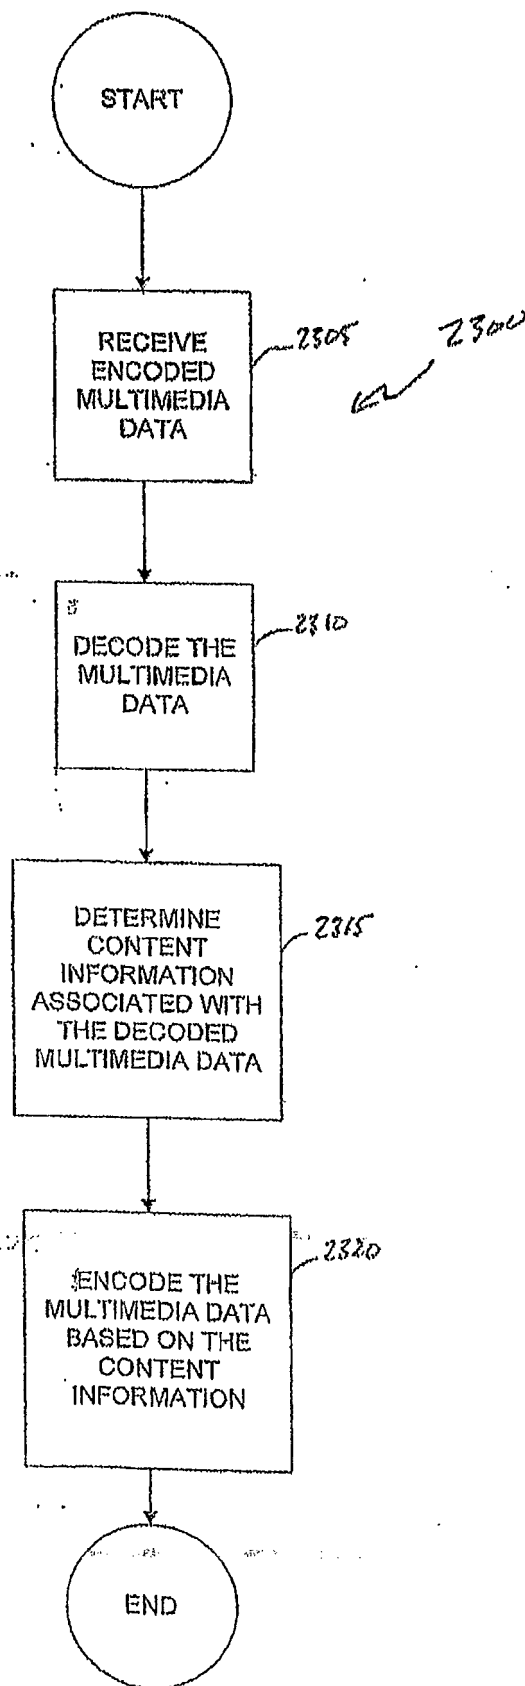 START
RECEIVE
ENCODED
MULTIMEDIA
DATA
2305
2300
DECODE THE
MULTIMEDIA
DATA
2310
DETERMINE
CONTENT
INFORMATION
ASSOCIATED WITH
THE DECODED
MULTIMEDIA DATA
2315
ENCODE THE
MULTIMEDIA DATA
BASED ON THE
CONTENT
INFORMATION
2320
END